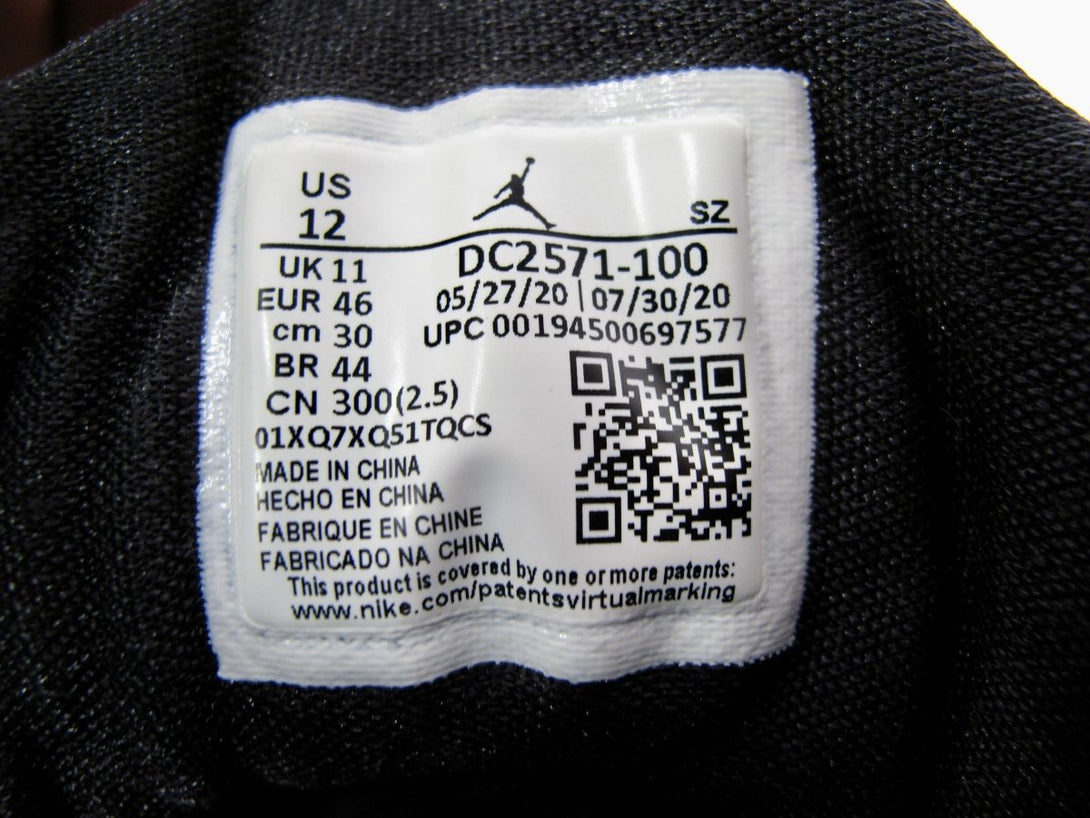 US
12
SZ
UK 11
EUR 46
cm 30
BR 44
CN 300(2.5)
01XQ7XQ51TQCS
DC2571-100
05/27/20 | 07/30/20
UPC 00194500697577
MADE IN CHINA
HECHO EN CHINA
FABRIQUE EN CHINE
FABRICADO NA CHINA
This product is covered by one or more patents:
www.nike.com/patentsvirtualmarking